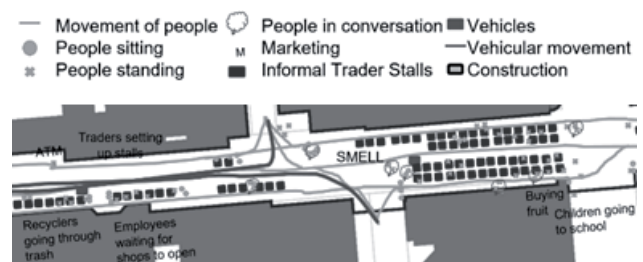 Movement of people
People in conversation
Vehicles
People sitting
M Marketing
Vehicular movement
People standing
Informal Trader Stalls
Construction
Traders setting
up stalls
ATM
SMELL
Recyclers
going through
trash
Employees
waiting for
shops to open
Buying
fruit
Children going
to school